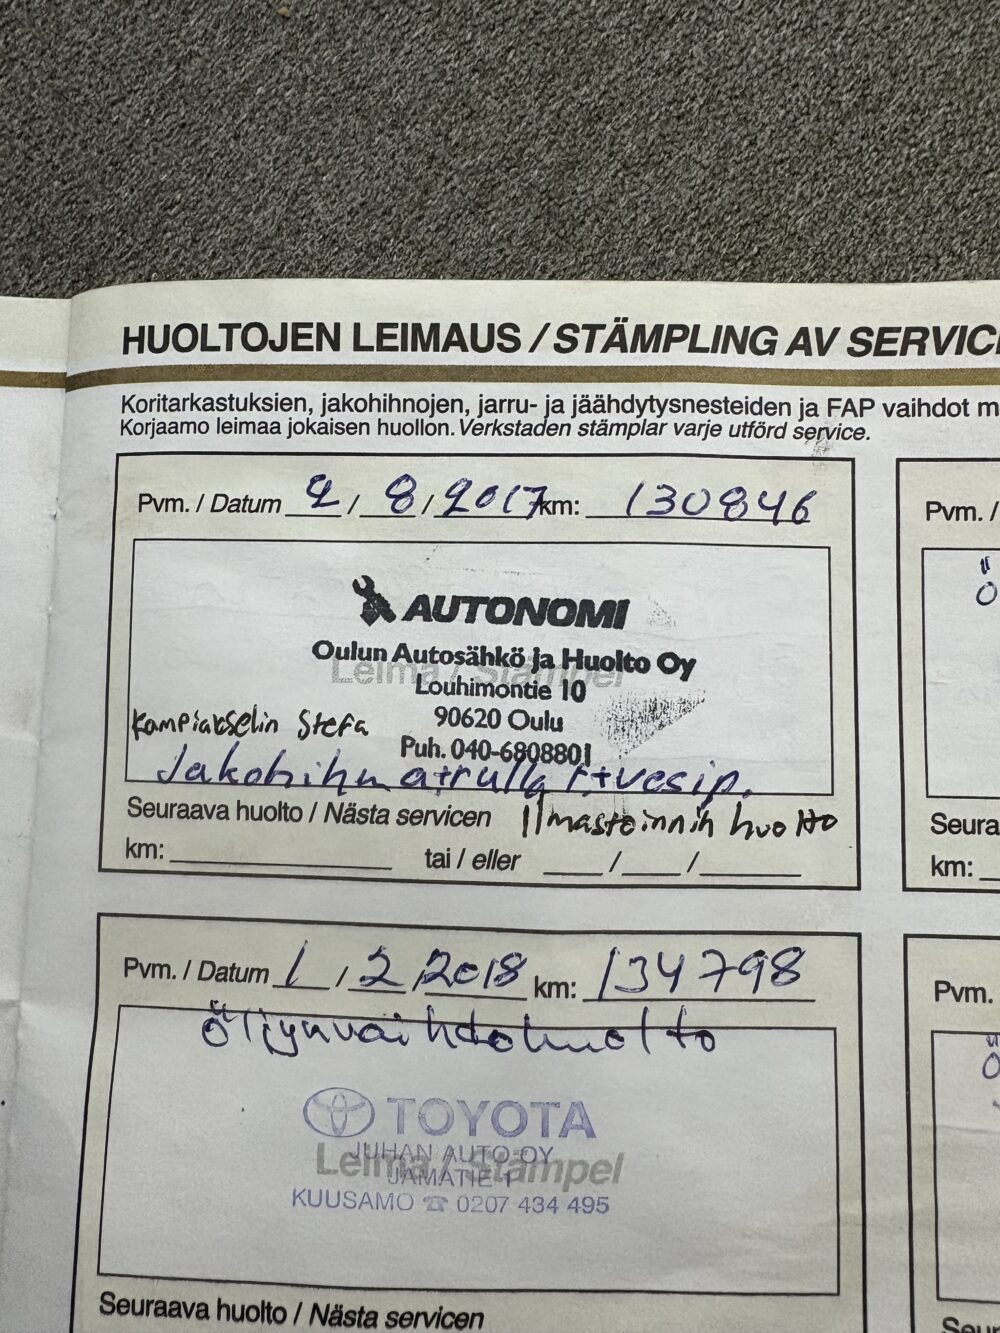 HUOLTOJEN LEIMAUS / STÄMPLING AV SERVICE
Koritarkastuksien, jakohihnojen, jarru- ja jäähdytysnesteiden ja FAP vaihdot m
Korjaamo leimaa jokaisen huollon. Verkstaden stämplar varje utförd service.
Pvm. / Datum 2 / 8 / 2017 km: 130846
AUTONOMI
Oulun Autosähkö ja Huolto Oy
Leima / Stämpel
Louhimontie 10
90620 Oulu
Kampiakselin Stefa
Puh. 040-6808801
Jakohihna+rulla t+vesip.
Seuraava huolto / Nästa servicen Ilmastoinnin huolto
km: tai / eller / /
Pvm. / Datum 1 / 2 / 2018 km: 134798
Öljynvaihtohuolto
TOYOTA
JUHAN AUTO OY
Leima / Stämpel
KUUSAMO ☎ 0207 434 495
Seuraava huolto / Nästa servicen
Pvm. /
Ö
Seura
km:
Pvm.
Ö
Seur